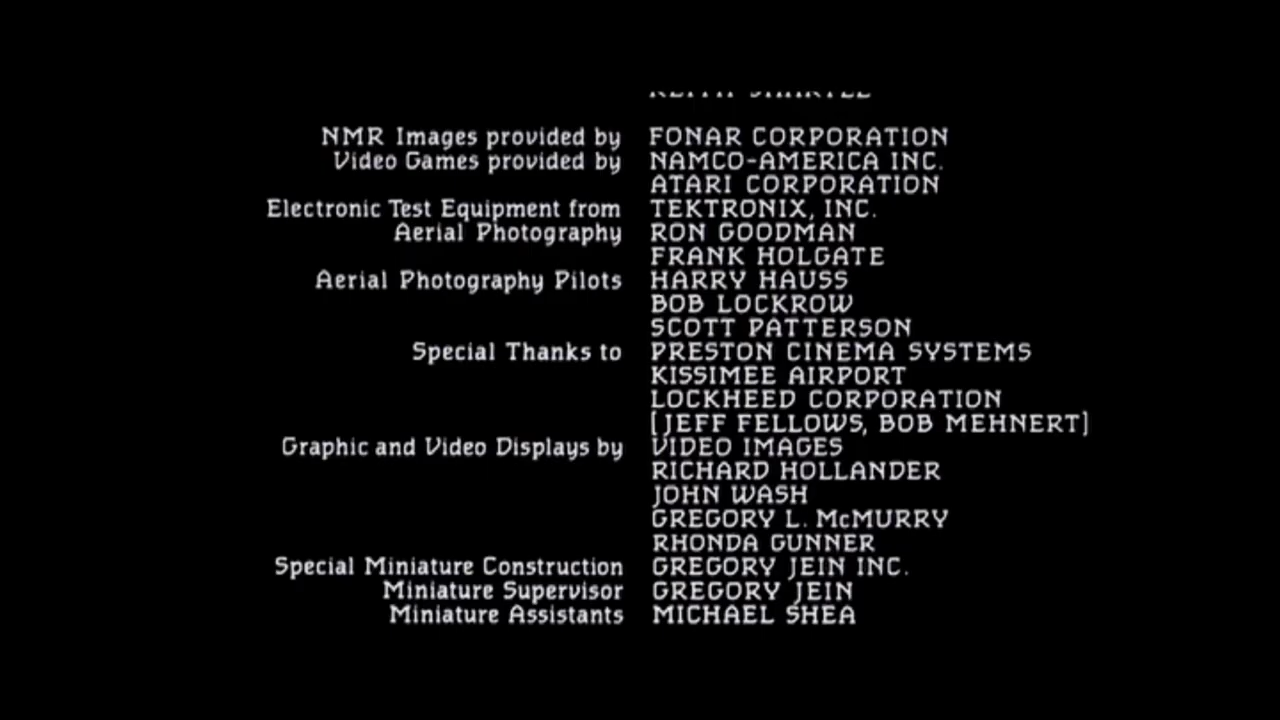 NMR Images provided by FONAR CORPORATION
Video Games provided by NAMCO-AMERICA INC.
ATARI CORPORATION
Electronic Test Equipment from TEKTRONIX, INC.
Aerial Photography RON GOODMAN
FRANK HOLGATE
Aerial Photography Pilots HARRY HAUSS
BOB LOCKROW
SCOTT PATTERSON
Special Thanks to PRESTON CINEMA SYSTEMS
KISSIMEE AIRPORT
LOCKHEED CORPORATION
[JEFF FELLOWS, BOB MEHNERT]
Graphic and Video Displays by VIDEO IMAGES
RICHARD HOLLANDER
JOHN WASH
GREGORY L. McMURRY
RHONDA GUNNER
Special Miniature Construction GREGORY JEIN INC.
Miniature Supervisor GREGORY JEIN
Miniature Assistants MICHAEL SHEA